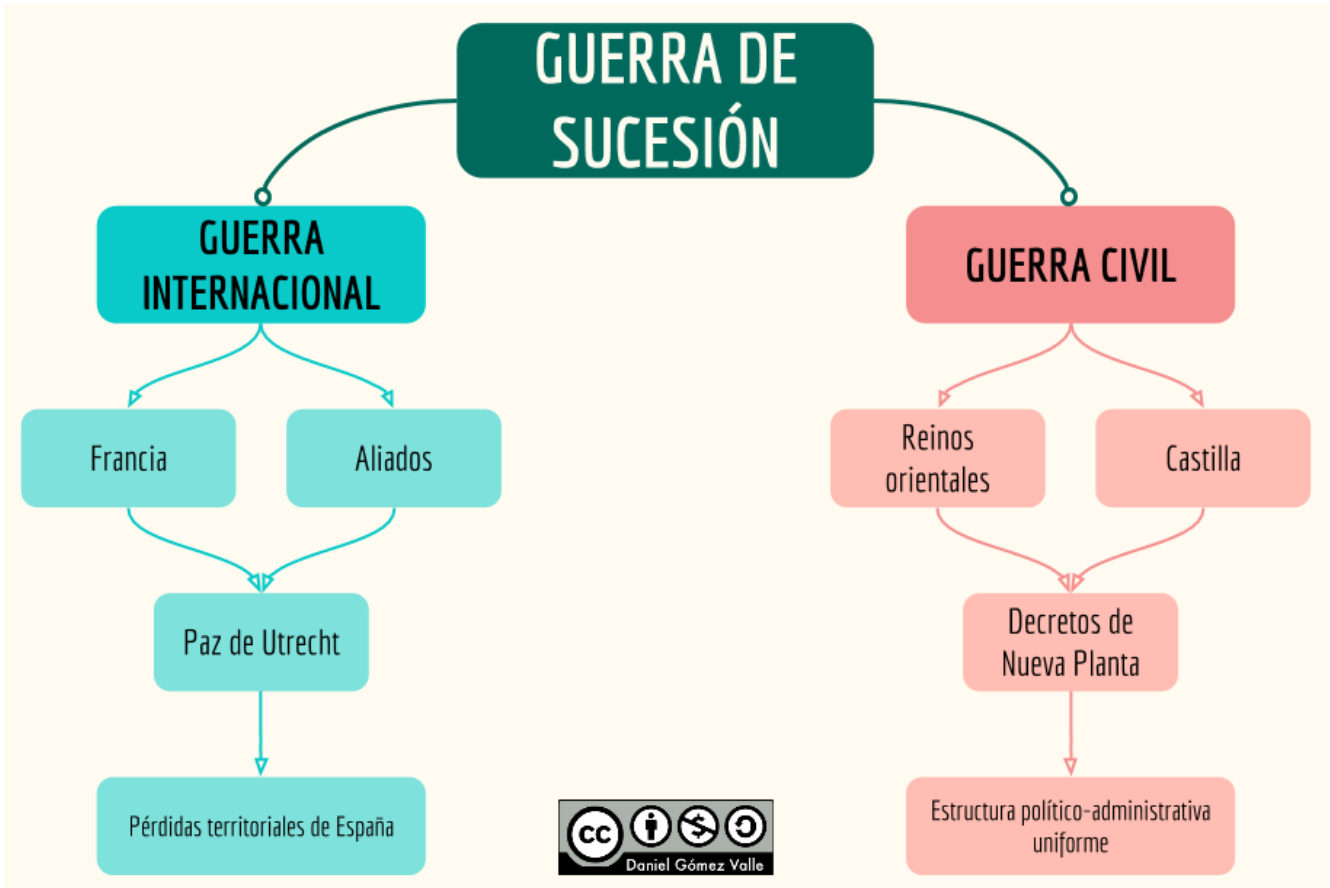 GUERRA DE
SUCESIÓN
GUERRA
INTERNACIONAL
GUERRA CIVIL
Francia
Aliados
Reinos
orientales
Castilla
Paz de Utrecht
Decretos de
Nueva Planta
Pérdidas territoriales de España
Estructura político-administrativa
uniforme
cc
Daniel Gómez Valle